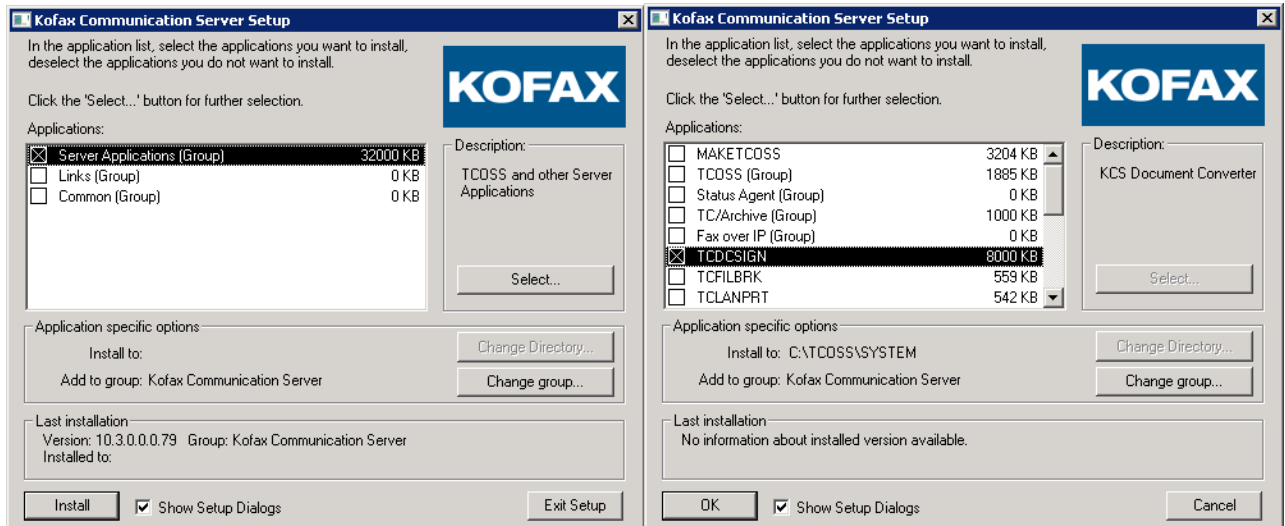 Kofax Communication Server Setup
In the application list, select the applications you want to install,
deselect the applications you do not want to install.
Click the 'Select...' button for further selection.
KOFAX
Applications:
Server Applications (Group) 32000 KB
Links (Group) 0 KB
Common (Group) 0 KB
Description:
TCOSS and other Server
Applications
Select...
Application specific options
Install to:
Change Directory...
Add to group: Kofax Communication Server
Change group...
Last installation
Version: 10.3.0.0.0.79 Group: Kofax Communication Server
Installed to:
Install
Show Setup Dialogs
Exit Setup
Kofax Communication Server Setup
In the application list, select the applications you want to install,
deselect the applications you do not want to install.
Click the 'Select...' button for further selection.
KOFAX
Applications:
MAKETCOSS 3204 KB
TCOSS (Group) 1885 KB
Status Agent (Group) 0 KB
TC/Archive (Group) 1000 KB
Fax over IP (Group) 0 KB
TCDCSIGN 8000 KB
TCFILBRK 559 KB
TCLANPRT 542 KB
Description:
KCS Document Converter
Select...
Application specific options
Install to: C:\TCOSS\SYSTEM
Change Directory...
Add to group: Kofax Communication Server
Change group...
Last installation
No information about installed version available.
OK
Show Setup Dialogs
Cancel